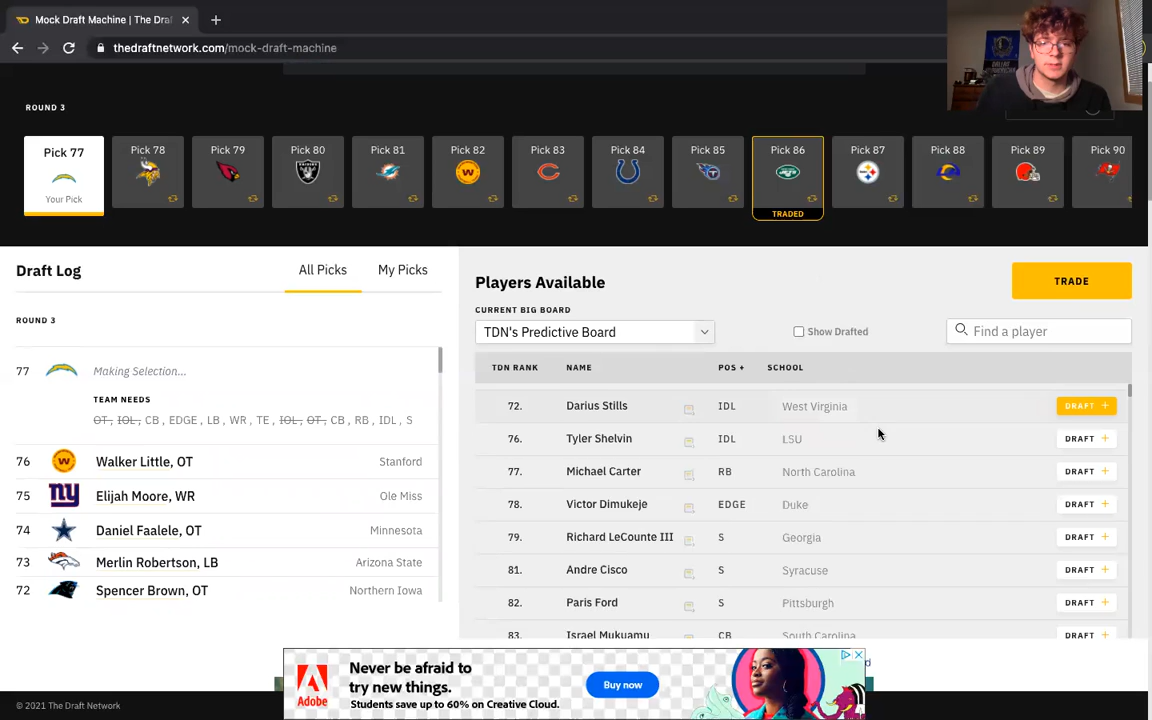 Mock Draft Machine | The Dra
thedraftnetwork.com/mock-draft-machine
ROUND 3
Pick 77
Your Pick
Pick 78
Pick 79
Pick 80
Pick 81
Pick 82
Pick 83
Pick 84
Pick 85
Pick 86
TRADED
Pick 87
Pick 88
Pick 89
Pick 90
Draft Log
All Picks
My Picks
ROUND 3
77 Making Selection...
TEAM NEEDS
OT, IOL, CB, EDGE, LB, WR, TE, IOL, OT, CB, RB, IDL, S
76 W Walker Little, OT Stanford
75 ny Elijah Moore, WR Ole Miss
74 Daniel Faalele, OT Minnesota
73 Merlin Robertson, LB Arizona State
72 Spencer Brown, OT Northern Iowa
Players Available
TRADE
CURRENT BIG BOARD
TDN's Predictive Board
Show Drafted
Find a player
TDN RANK NAME POS + SCHOOL
72. Darius Stills IDL West Virginia DRAFT +
76. Tyler Shelvin IDL LSU DRAFT +
77. Michael Carter RB North Carolina DRAFT +
78. Victor Dimukeje EDGE Duke DRAFT +
79. Richard LeCounte III S Georgia DRAFT +
81. Andre Cisco S Syracuse DRAFT +
82. Paris Ford S Pittsburgh DRAFT +
83. Israel Mukuamu CB South Carolina DRAFT +
Adobe
Never be afraid to
try new things.
Students save up to 60% on Creative Cloud.
Buy now
© 2021 The Draft Network